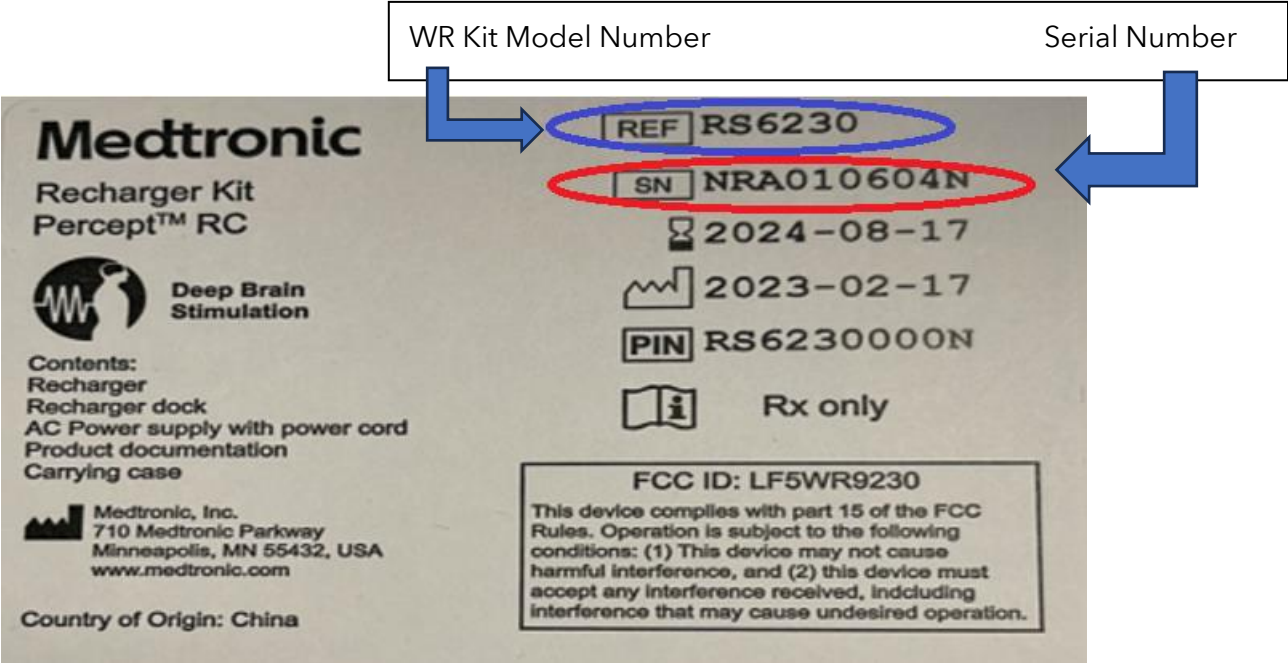 WR Kit Model Number Serial Number
Medtronic
Recharger Kit
Percept™ RC
Deep Brain
Stimulation
Contents:
Recharger
Recharger dock
AC Power supply with power cord
Product documentation
Carrying case
Medtronic, Inc.
710 Medtronic Parkway
Minneapolis, MN 55432, USA
www.medtronic.com
Country of Origin: China
REF RS6230
SN NRA010604N
2024-08-17
2023-02-17
PIN RS6230000N
i Rx only
FCC ID: LF5WR9230
This device complies with part 15 of the FCC
Rules. Operation is subject to the following
conditions: (1) This device may not cause
harmful interference, and (2) this device must
accept any interference received, indcluding
interference that may cause undesired operation.